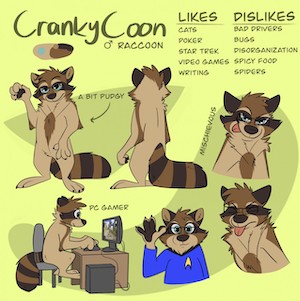 CrankyCoon
♂ RACCOON
LIKES
CATS
POKER
STAR TREK
VIDEO GAMES
WRITING
DISLIKES
BAD DRIVERS
BUGS
DISORGANIZATION
SPICY FOOD
SPIDERS
A BIT PUDGY
MISCHIEVIOUS
PC GAMER